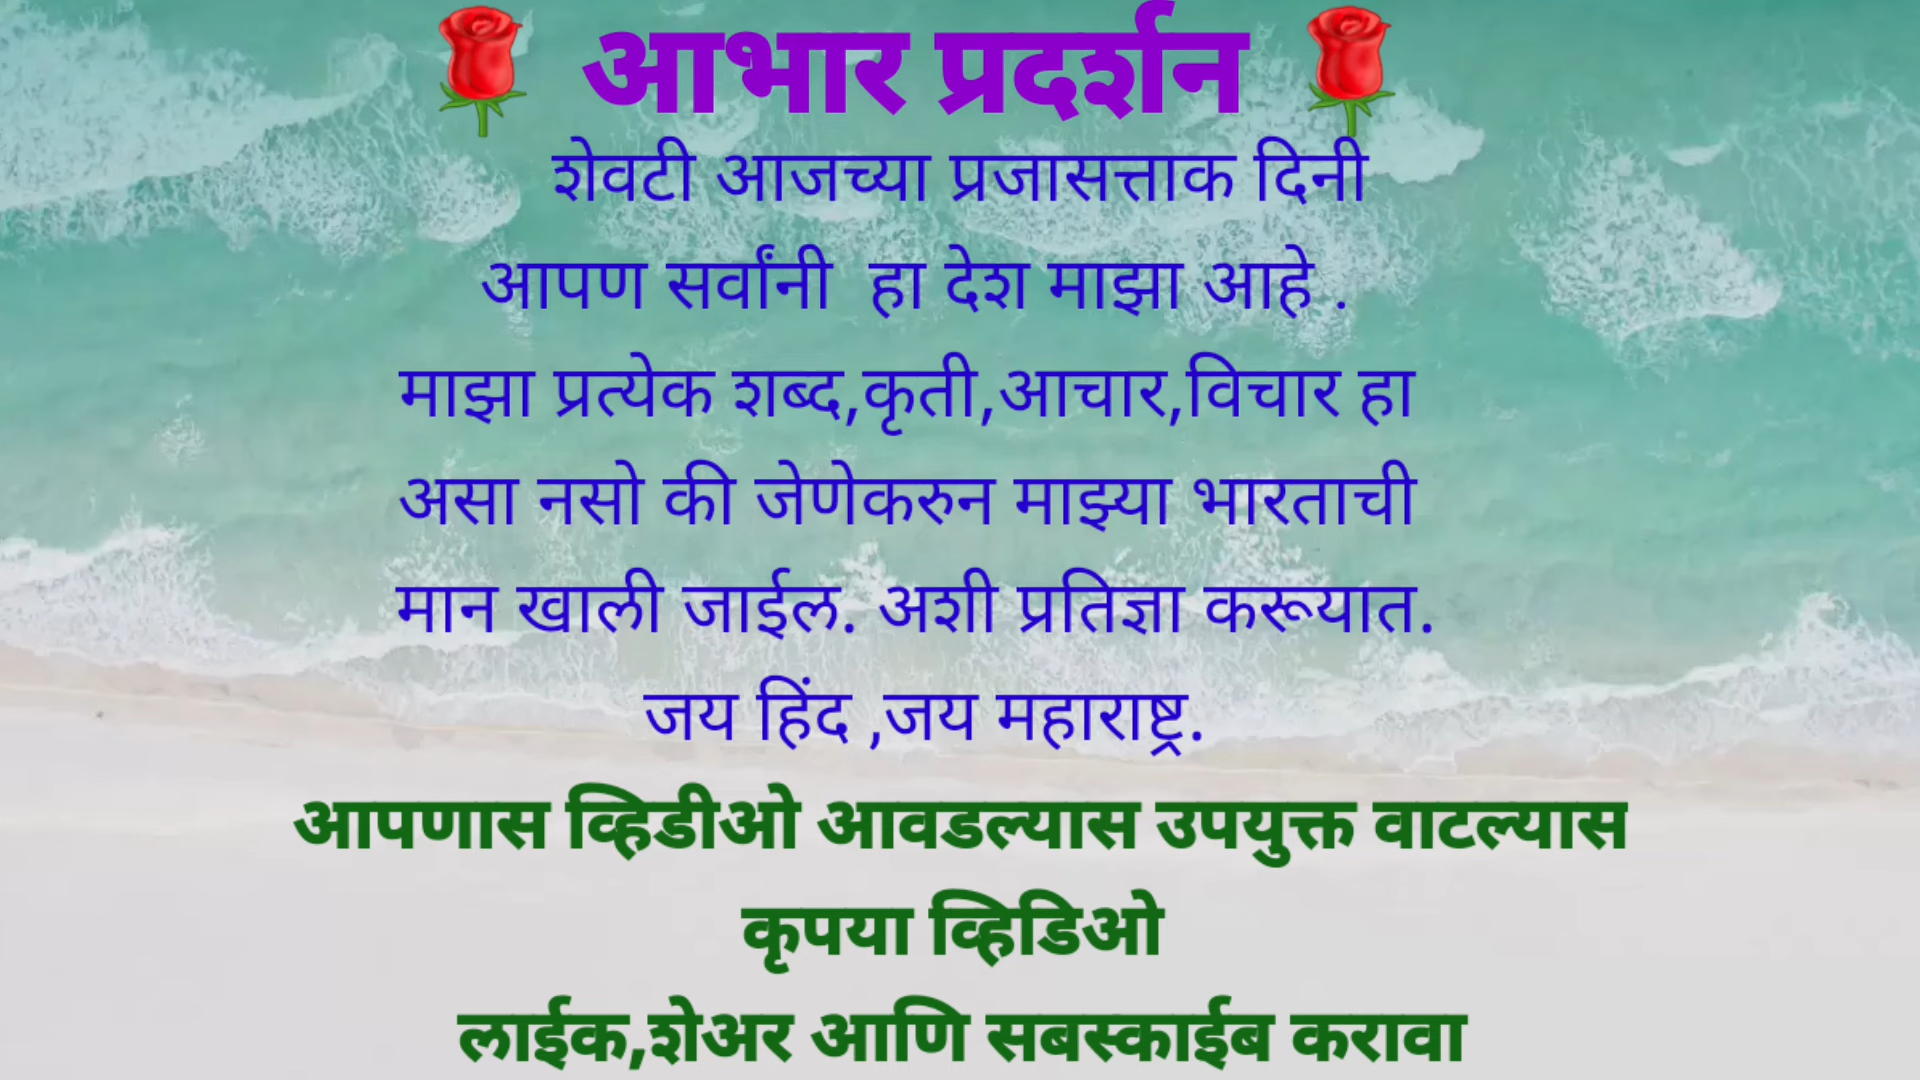 🌹 आभार प्रदर्शन 🌹
शेवटी आजच्या प्रजासत्ताक दिनी
आपण सर्वांनी हा देश माझा आहे .
माझा प्रत्येक शब्द,कृती,आचार,विचार हा
असा नसो की जेणेकरुन माझ्या भारताची
मान खाली जाईल. अशी प्रतिज्ञा करूयात.
जय हिंद ,जय महाराष्ट्र.
आपणास व्हिडीओ आवडल्यास उपयुक्त वाटल्यास
कृपया व्हिडिओ
लाईक,शेअर आणि सबस्काईब करावा